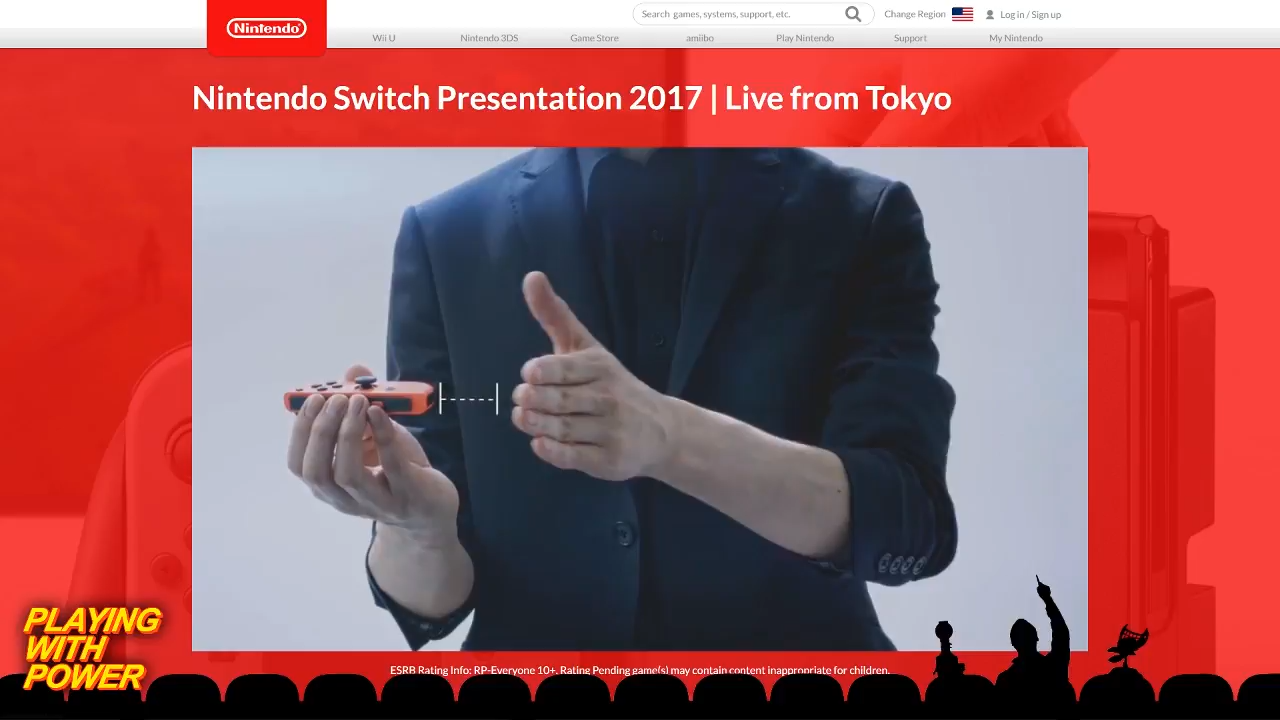 Nintendo
Search games, systems, support, etc.
Change Region
Log in / Sign up
Wii U
Nintendo 3DS
Game Store
amiibo
Play Nintendo
Support
My Nintendo
Nintendo Switch Presentation 2017 | Live from Tokyo
PLAYING
WITH
POWER
ESRB Rating Info: RP-Everyone 10+. Rating Pending game(s) may contain content inappropriate for children.